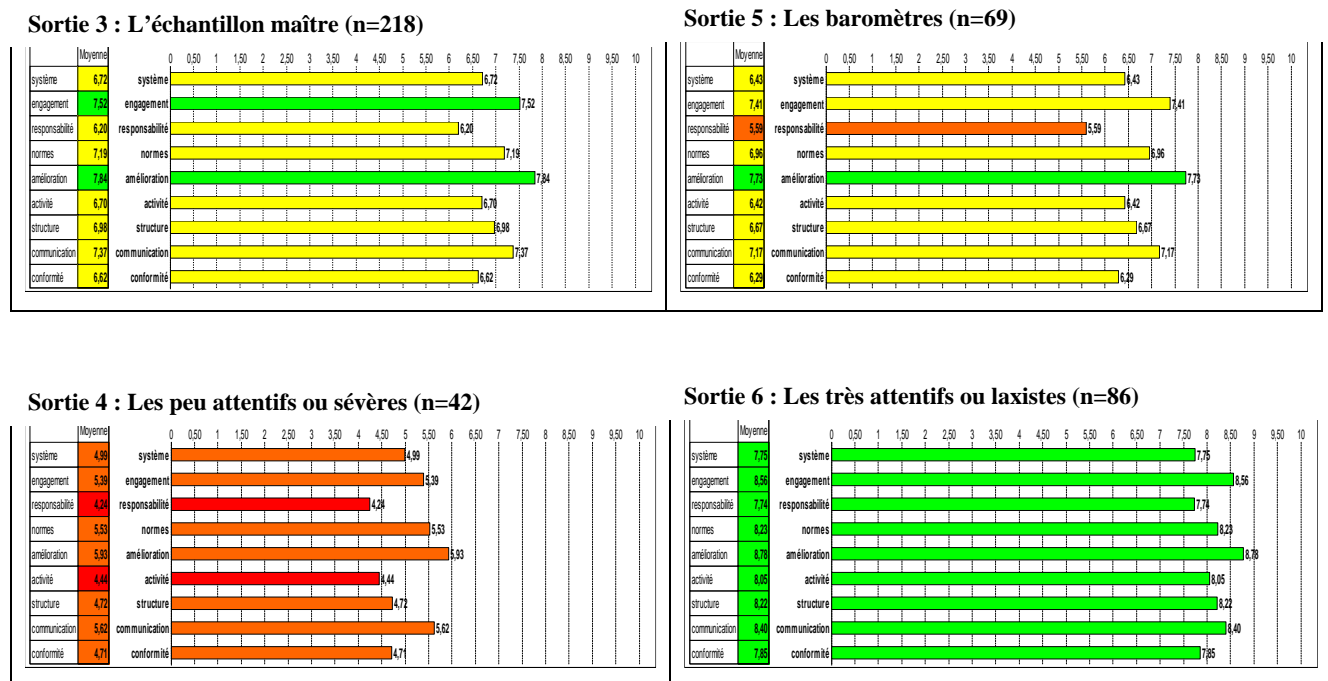 Sortie 3 : L'échantillon maître (n=218)
Moyenne 0 0,50 1 1,50 2 2,50 3 3,50 4 4,50 5 5,50 6 6,50 7 7,50 8 8,50 9 9,50 10
système 6,72 système 6,72
engagement 7,52 engagement 7,52
responsabilité 6,20 responsabilité 6,20
normes 7,19 normes 7,19
amélioration 7,84 amélioration 7,84
activité 6,70 activité 6,70
structure 6,98 structure 6,98
communication 7,37 communication 7,37
conformité 6,62 conformité 6,62
Sortie 5 : Les baromètres (n=69)
Moyenne 0 0,50 1 1,50 2 2,50 3 3,50 4 4,50 5 5,50 6 6,50 7 7,50 8 8,50 9 9,50 10
système 6,43 système 6,43
engagement 7,41 engagement 7,41
responsabilité 5,59 responsabilité 5,59
normes 6,96 normes 6,96
amélioration 7,73 amélioration 7,73
activité 6,42 activité 6,42
structure 6,67 structure 6,67
communication 7,17 communication 7,17
conformité 6,29 conformité 6,29
Sortie 4 : Les peu attentifs ou sévères (n=42)
Moyenne 0 0,50 1 1,50 2 2,50 3 3,50 4 4,50 5 5,50 6 6,50 7 7,50 8 8,50 9 9,50 10
système 4,99 système 4,99
engagement 5,39 engagement 5,39
responsabilité 4,24 responsabilité 4,24
normes 5,53 normes 5,53
amélioration 5,93 amélioration 5,93
activité 4,44 activité 4,44
structure 4,72 structure 4,72
communication 5,62 communication 5,62
conformité 4,71 conformité 4,71
Sortie 6 : Les très attentifs ou laxistes (n=86)
Moyenne 0 0,50 1 1,50 2 2,50 3 3,50 4 4,50 5 5,50 6 6,50 7 7,50 8 8,50 9 9,50 10
système 7,75 système 7,75
engagement 8,56 engagement 8,56
responsabilité 7,74 responsabilité 7,74
normes 8,23 normes 8,23
amélioration 8,78 amélioration 8,78
activité 8,05 activité 8,05
structure 8,22 structure 8,22
communication 8,40 communication 8,40
conformité 7,85 conformité 7,85